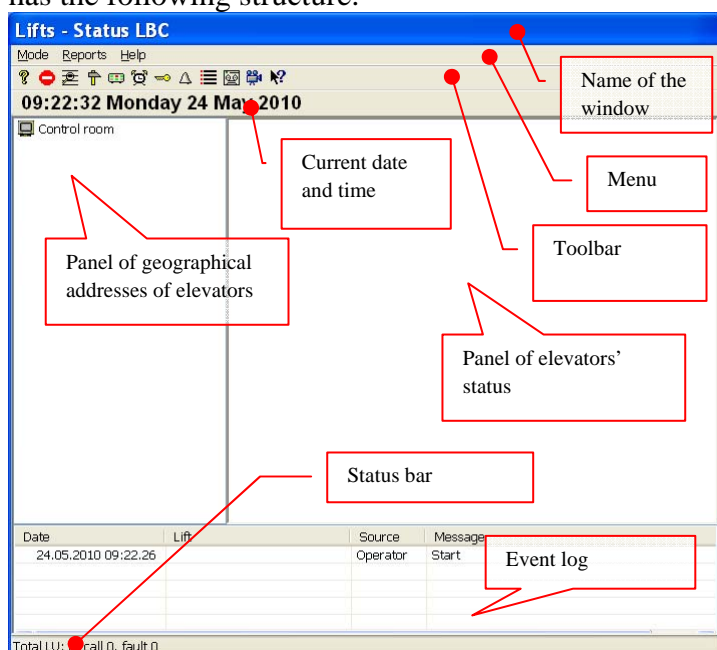 has the following structure:
Lifts - Status LBC
Mode Reports Help
09:22:32 Monday 24 May 2010
Name of the
window
Control room
Current date
and time
Menu
Panel of geographical
addresses of elevators
Toolbar
Panel of elevators'
status
Status bar
Date Lift Source Message
24.05.2010 09:22.26 Operator Start
Event log
Total LU: call 0, fault 0